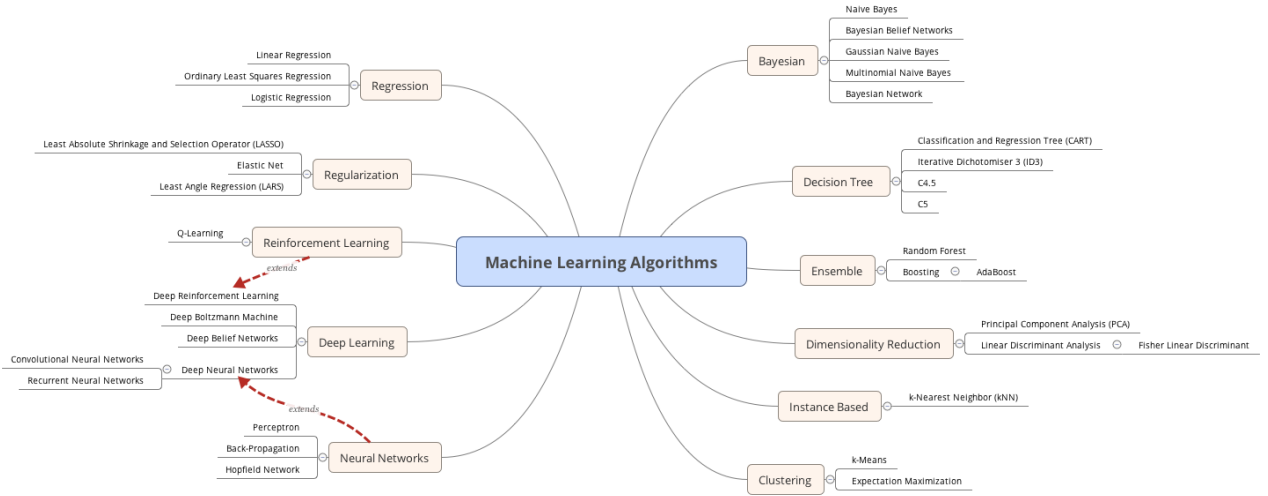 Machine Learning Algorithms
Regression
Linear Regression
Ordinary Least Squares Regression
Logistic Regression
Regularization
Least Absolute Shrinkage and Selection Operator (LASSO)
Elastic Net
Least Angle Regression (LARS)
Reinforcement Learning
Q-Learning
extends
Deep Learning
Deep Reinforcement Learning
Deep Boltzmann Machine
Deep Belief Networks
Deep Neural Networks
Convolutional Neural Networks
Recurrent Neural Networks
extends
Neural Networks
Perceptron
Back-Propagation
Hopfield Network
Bayesian
Naive Bayes
Bayesian Belief Networks
Gaussian Naive Bayes
Multinomial Naive Bayes
Bayesian Network
Decision Tree
Classification and Regression Tree (CART)
Iterative Dichotomiser 3 (ID3)
C4.5
C5
Ensemble
Random Forest
Boosting
AdaBoost
Dimensionality Reduction
Principal Component Analysis (PCA)
Linear Discriminant Analysis
Fisher Linear Discriminant
Instance Based
k-Nearest Neighbor (kNN)
Clustering
k-Means
Expectation Maximization